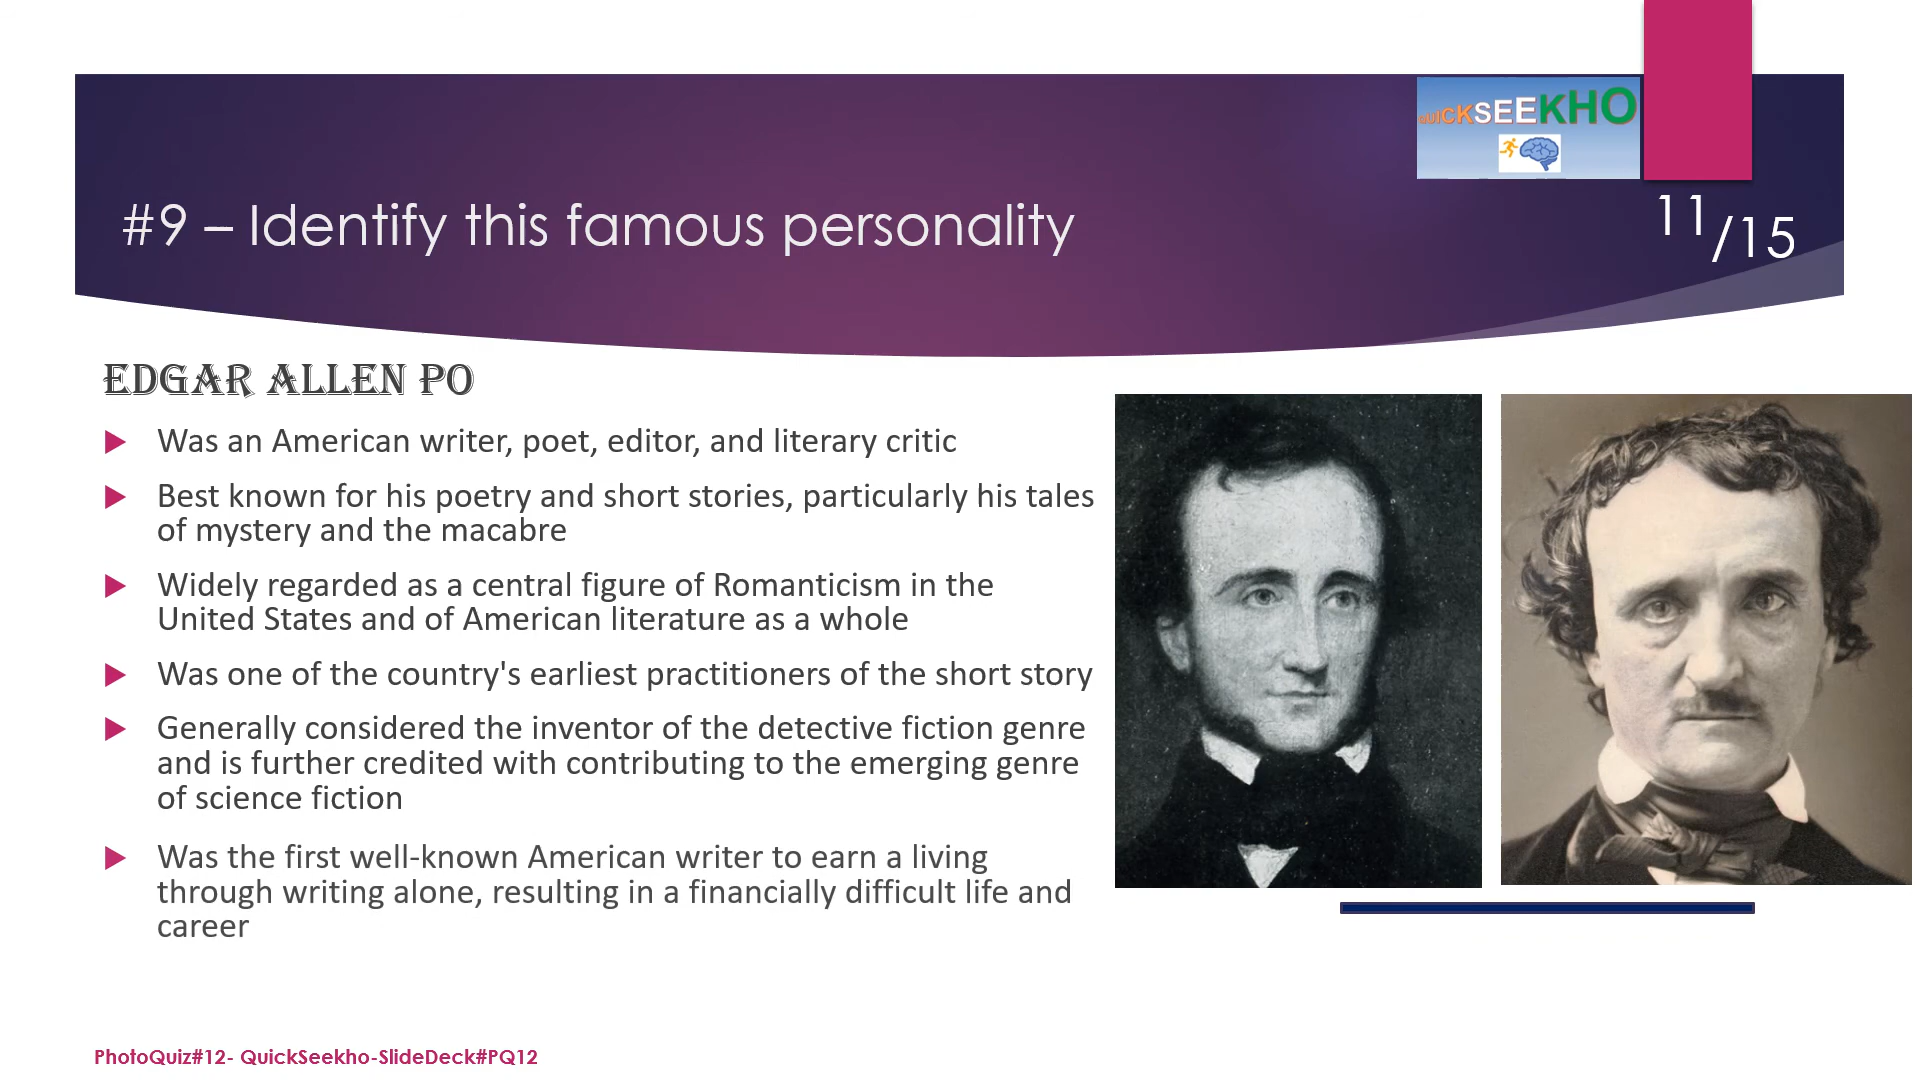 QUICKSEEKHO
#9 – Identify this famous personality
11/15
EDGAR ALLEN PO
Was an American writer, poet, editor, and literary critic
Best known for his poetry and short stories, particularly his tales
of mystery and the macabre
Widely regarded as a central figure of Romanticism in the
United States and of American literature as a whole
Was one of the country's earliest practitioners of the short story
Generally considered the inventor of the detective fiction genre
and is further credited with contributing to the emerging genre
of science fiction
Was the first well-known American writer to earn a living
through writing alone, resulting in a financially difficult life and
career
PhotoQuiz#12- QuickSeekho-SlideDeck#PQ12